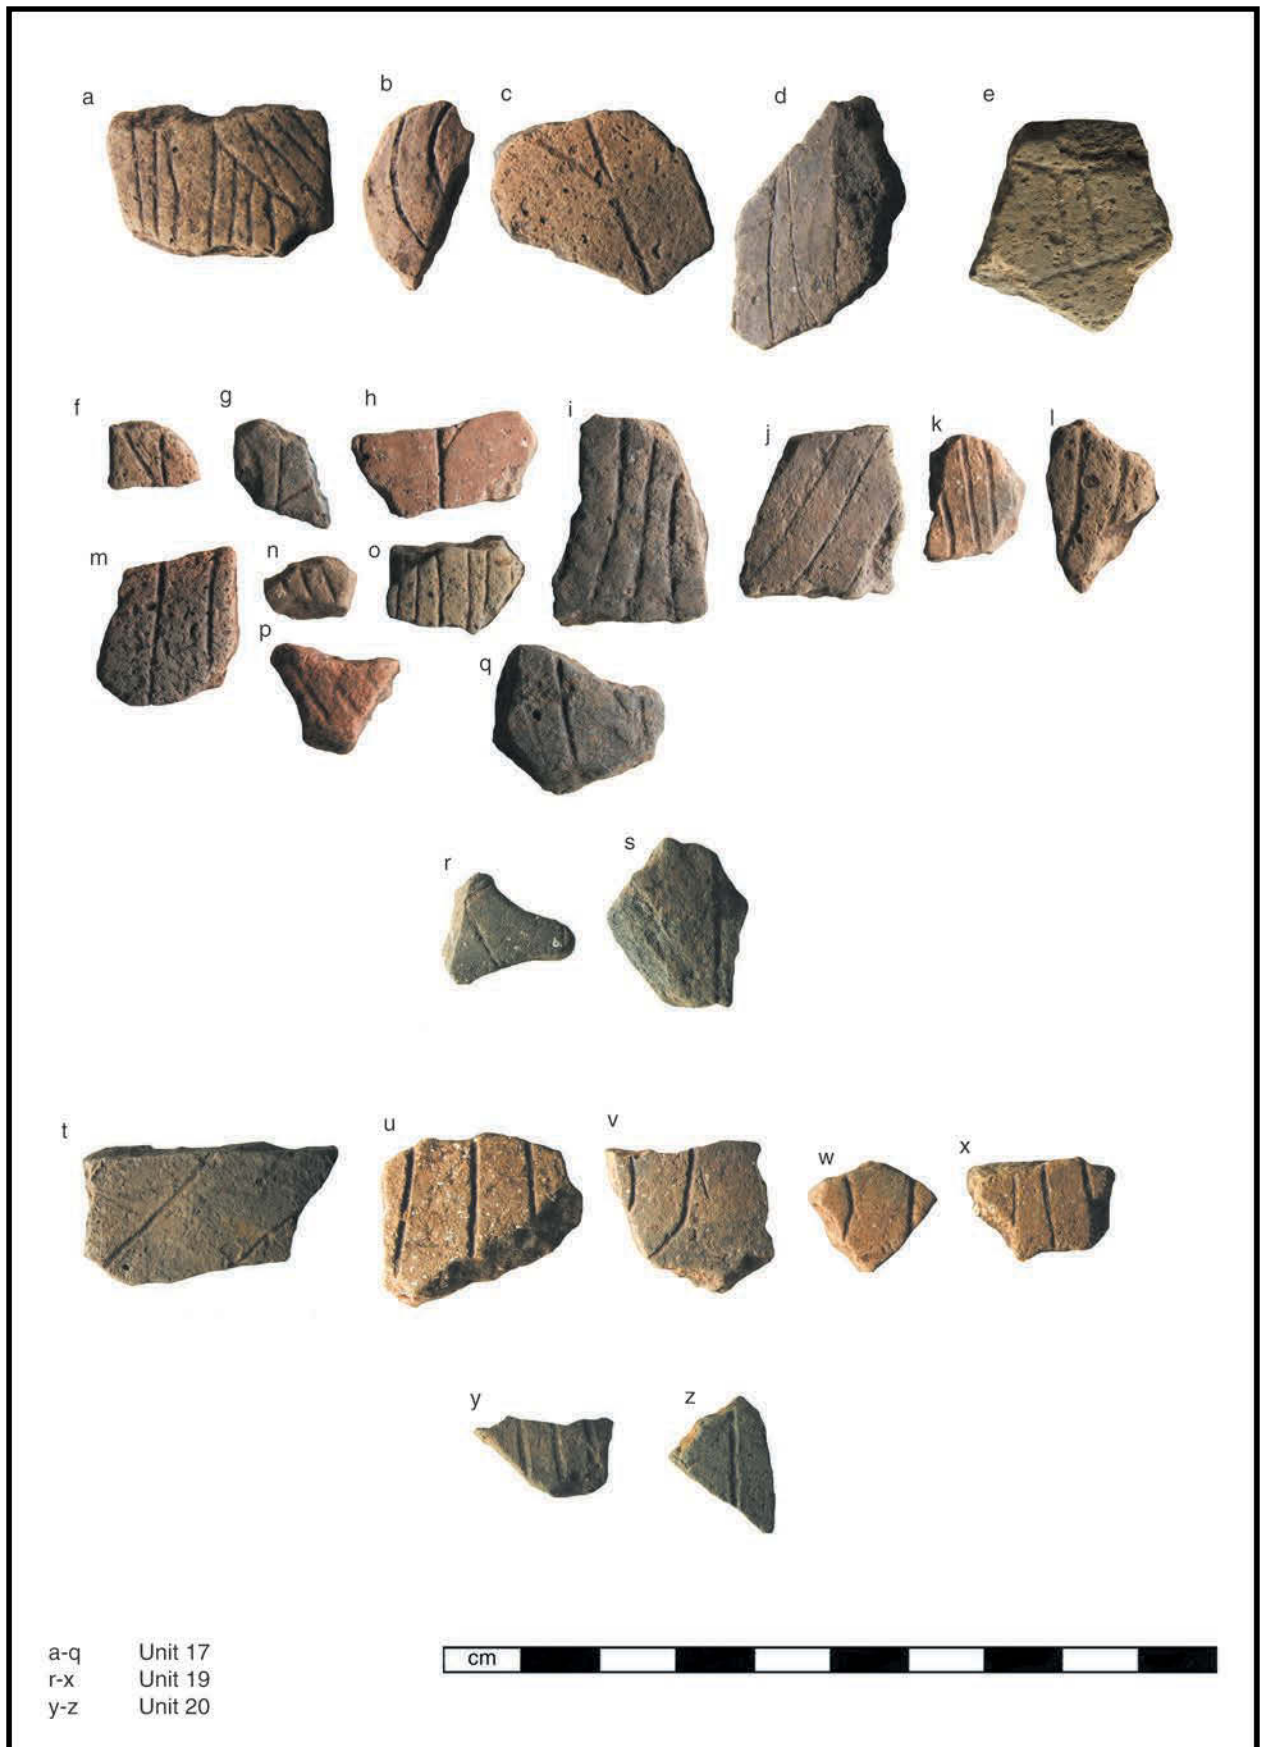 a b c d e
f g h i j k l
m n o
p q
r s
t u v w x
y z
a-q Unit 17
r-x Unit 19
y-z Unit 20
cm